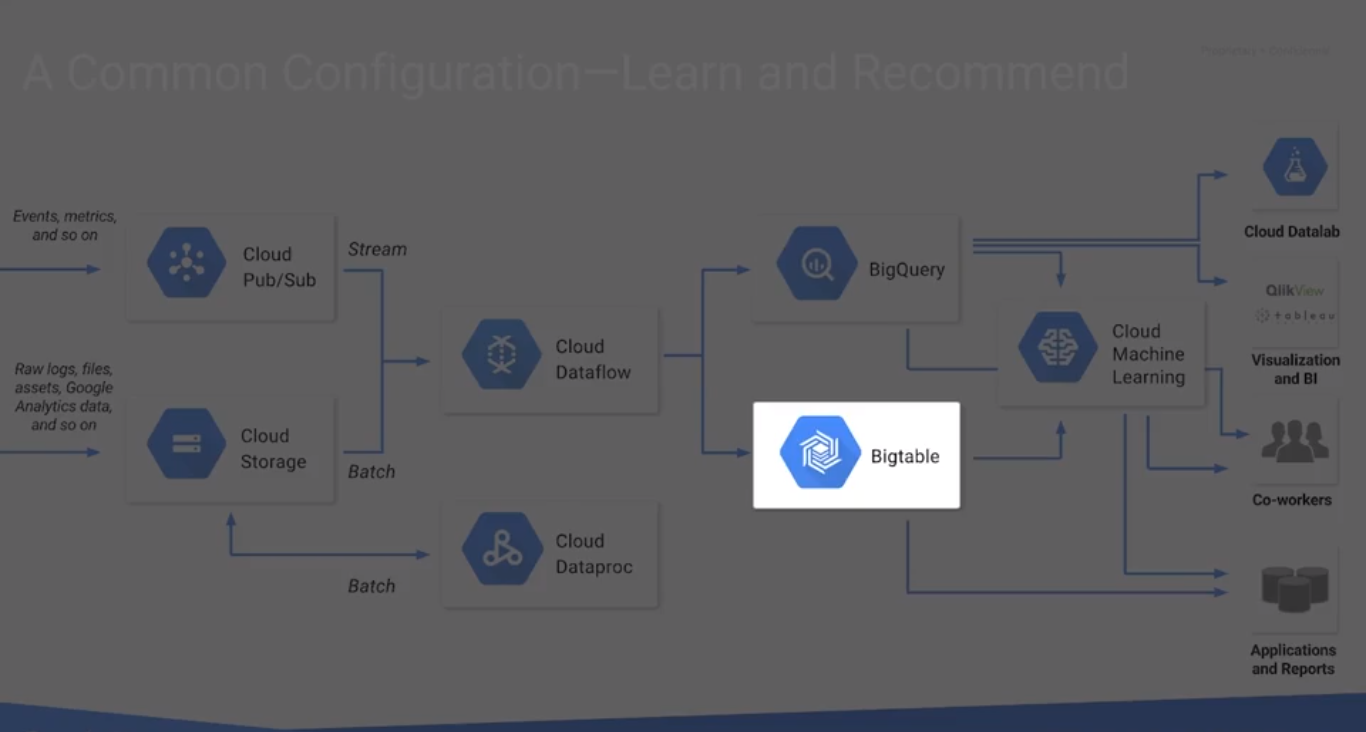 A Common Configuration—Learn and Recommend
Events, metrics,
and so on
Cloud
Pub/Sub
Stream
Raw logs, files,
assets, Google
Analytics data,
and so on
Cloud
Storage
Batch
Cloud
Dataflow
Batch
Cloud
Dataproc
BigQuery
Bigtable
Cloud
Machine
Learning
Cloud Datalab
QlikView
tableau
Visualization
and BI
Co-workers
Applications
and Reports